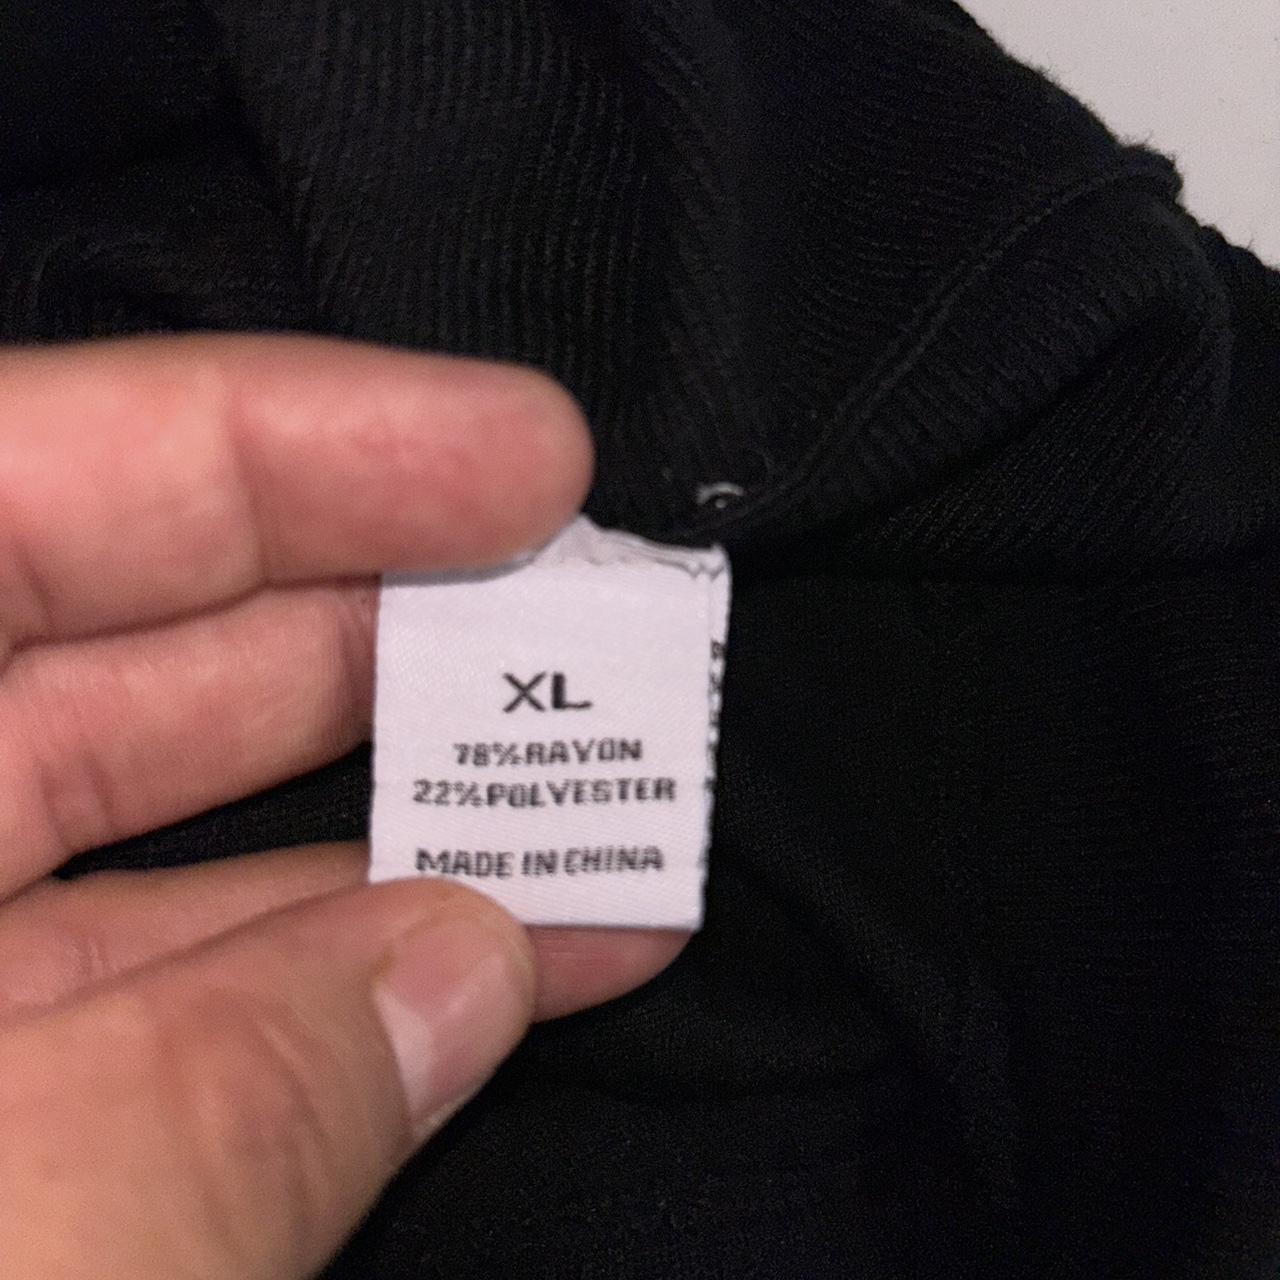 XL
78%RAYON
22%POLYESTER
MADE IN CHINA